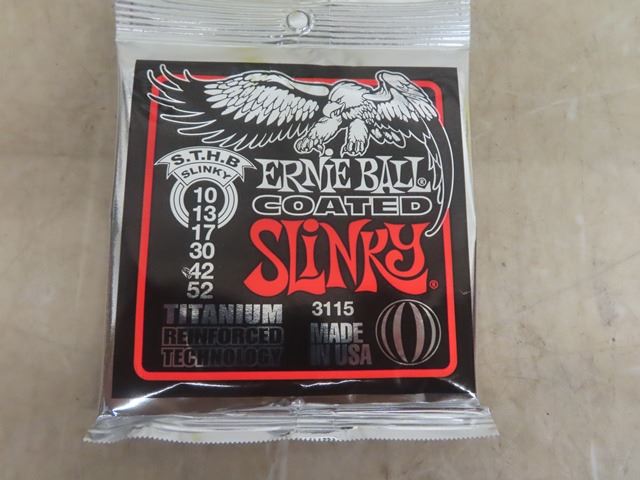 S.T.H.B
SLINKY
10
13
17
30
42
52
ERNIE BALL®
COATED
SLINKY®
TITANIUM
REINFORCED
TECHNOLOGY
3115
MADE
IN USA